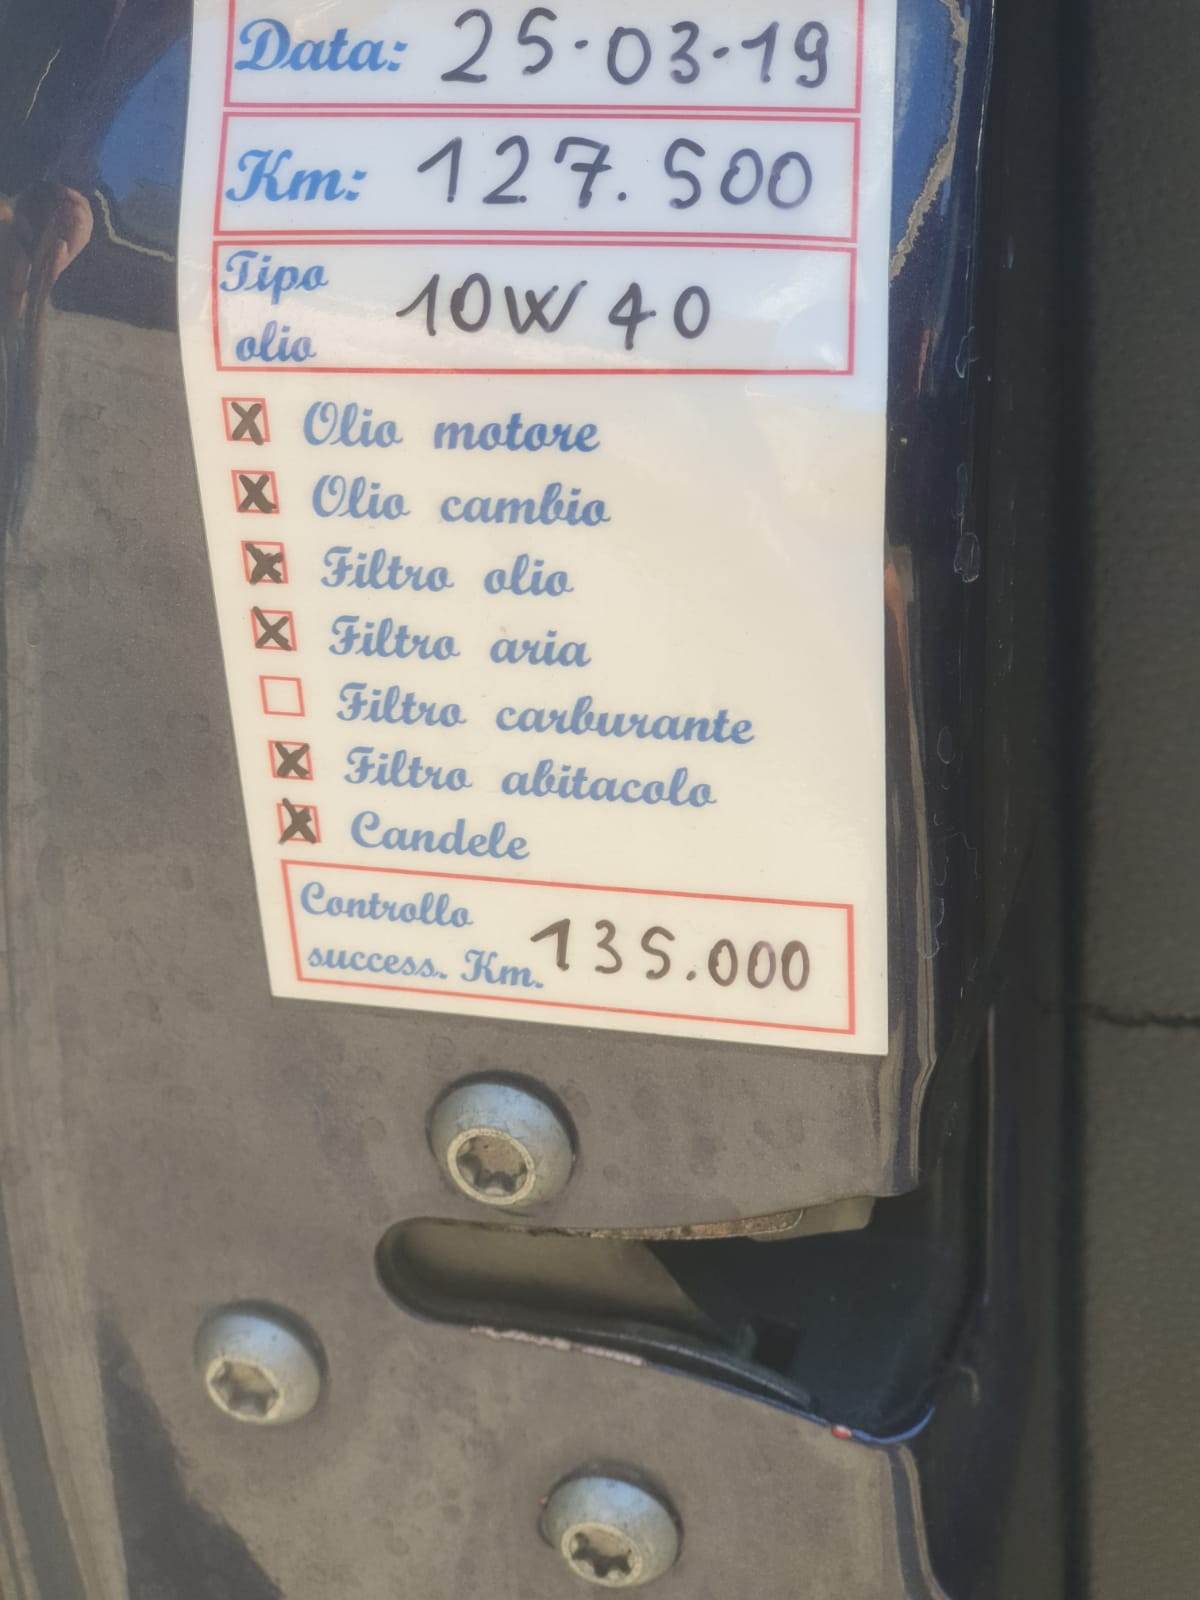 Data: 25-03-19
Km: 127.500
Tipo olio 10W40
X Olio motore
X Olio cambio
X Filtro olio
X Filtro aria
Filtro carburante
X Filtro abitacolo
X Candele
Controllo
success. Km. 135.000